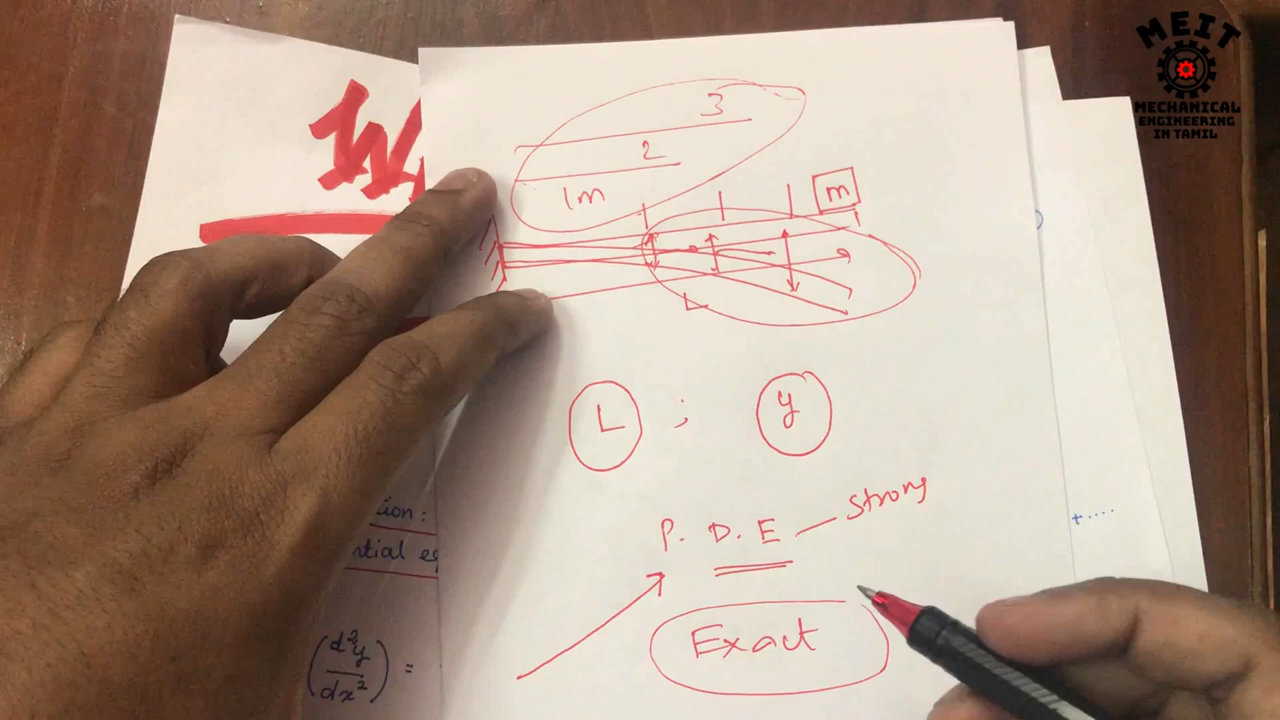 MEIT
MECHANICAL
ENGINEERING
IN TAMIL
3
2
1m
m
L
L ; y
P. D. E — Strong
Exact
tion:
ntial eq
+....
(d²y/dx²) =